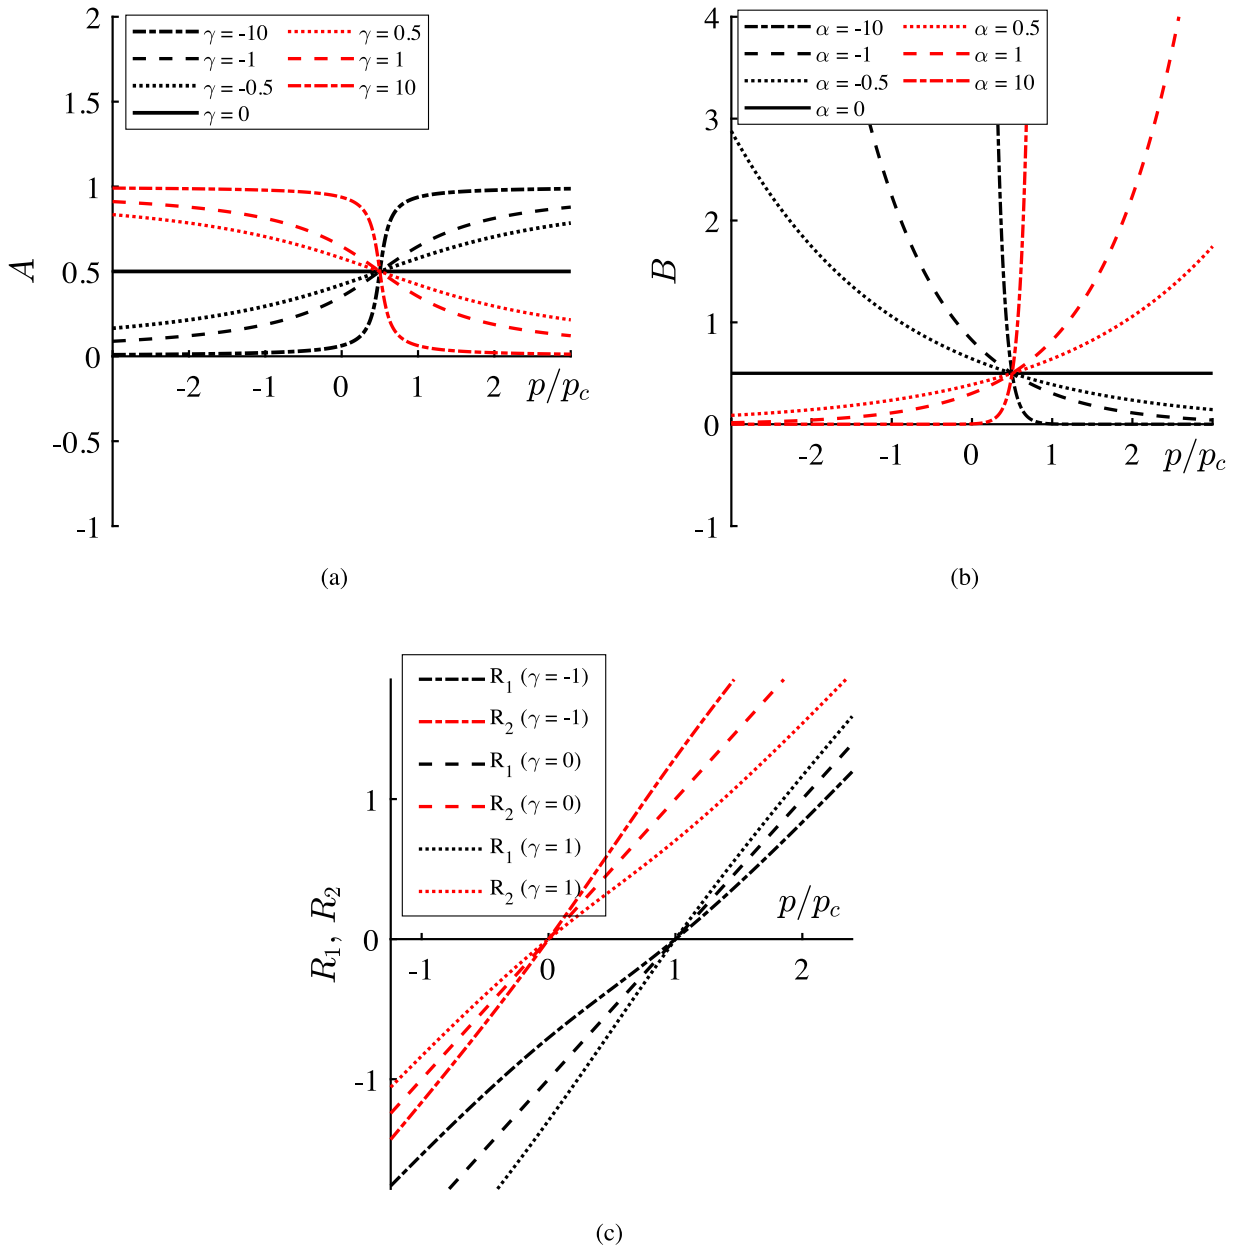 2
1.5
1
0.5
0
-0.5
-1
A
γ = -10
γ = -1
γ = -0.5
γ = 0
γ = 0.5
γ = 1
γ = 10
-2 -1 0 1 2 p/p_c
(a)
4
3
2
1
0
-1
B
α = -10
α = -1
α = -0.5
α = 0
α = 0.5
α = 1
α = 10
-2 -1 0 1 2 p/p_c
(b)
R_1 (γ = -1)
R_2 (γ = -1)
R_1 (γ = 0)
R_2 (γ = 0)
R_1 (γ = 1)
R_2 (γ = 1)
1
0
-1
R_1, R_2
p/p_c
-1 0 1 2
(c)